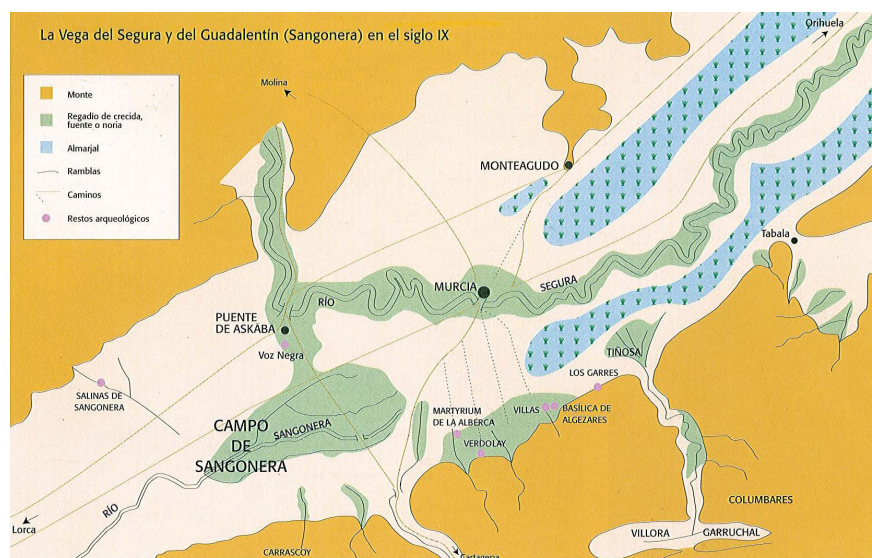 La Vega del Segura y del Guadalentín (Sangonera) en el siglo IX
Orihuela
Monte
Regadío de crecida,
fuente o noria
Almarjal
Ramblas
Caminos
Restos arqueológicos
Molina
MONTEAGUDO
Tabala
SEGURA
MURCIA
RÍO
PUENTE
DE ASKÁBA
Voz Negra
TIÑOSA
LOS GARRES
SALINAS DE
SANGONERA
MARTYRIUM
DE LA ALBERCA
VILLAS
BASÍLICA DE
ALGEZARES
VERDOLAY
CAMPO
DE
SANGONERA
SANGONERA
RÍO
Lorca
COLUMBARES
VILLORA
GARRUCHAL
CARRASCOY
Cartagena